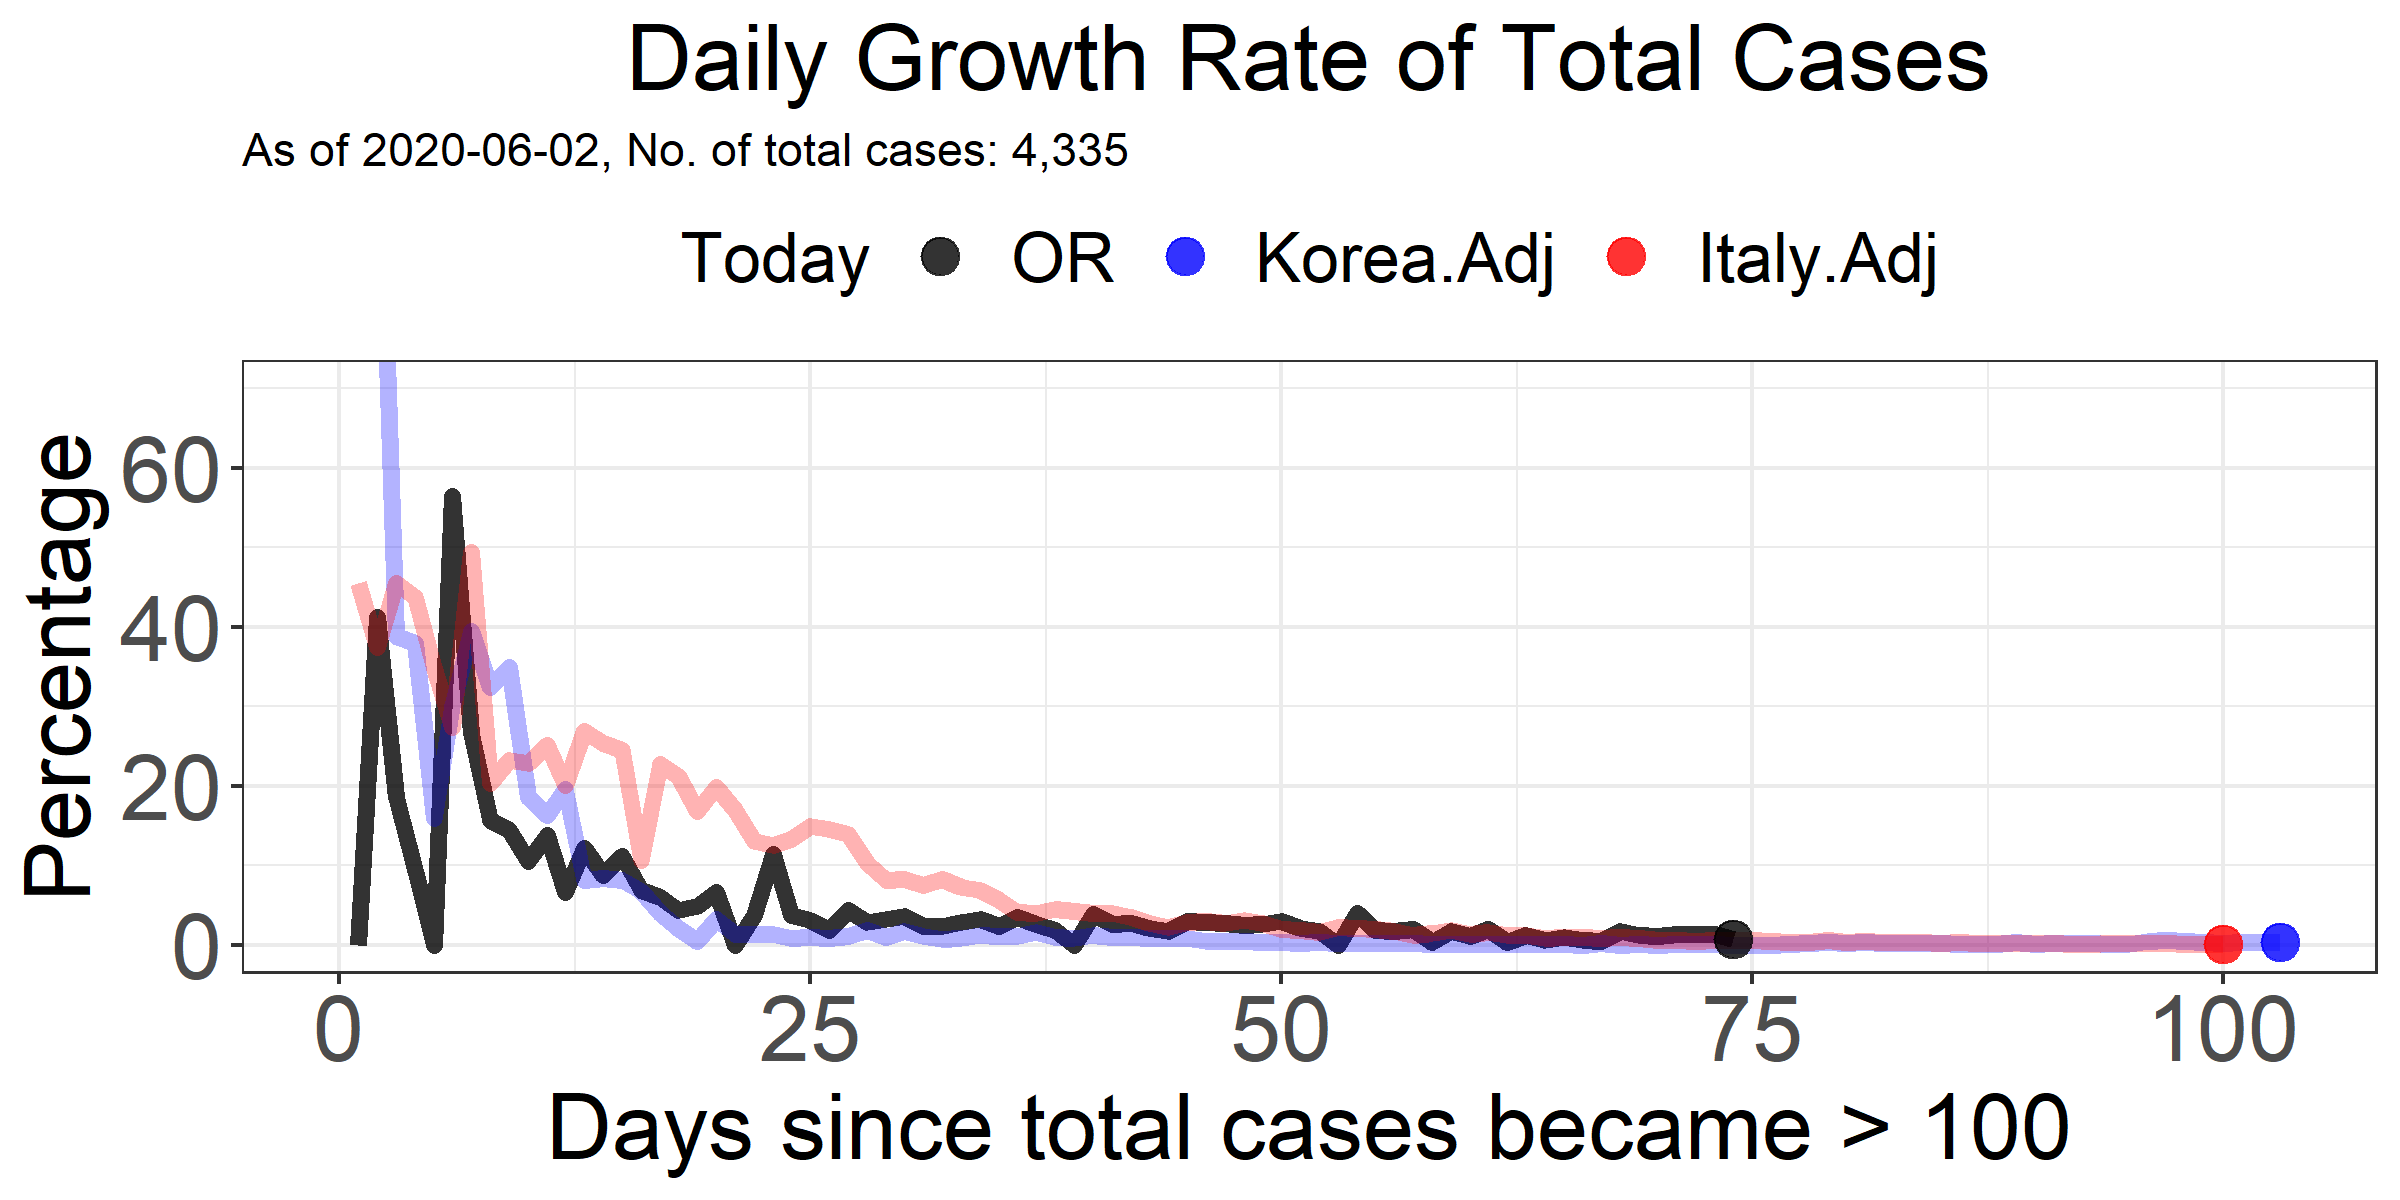 Daily Growth Rate of Total Cases
As of 2020-06-02, No. of total cases: 4,335
Today OR Korea.Adj Italy.Adj
Percentage
60
40
20
0
0 25 50 75 100
Days since total cases became > 100